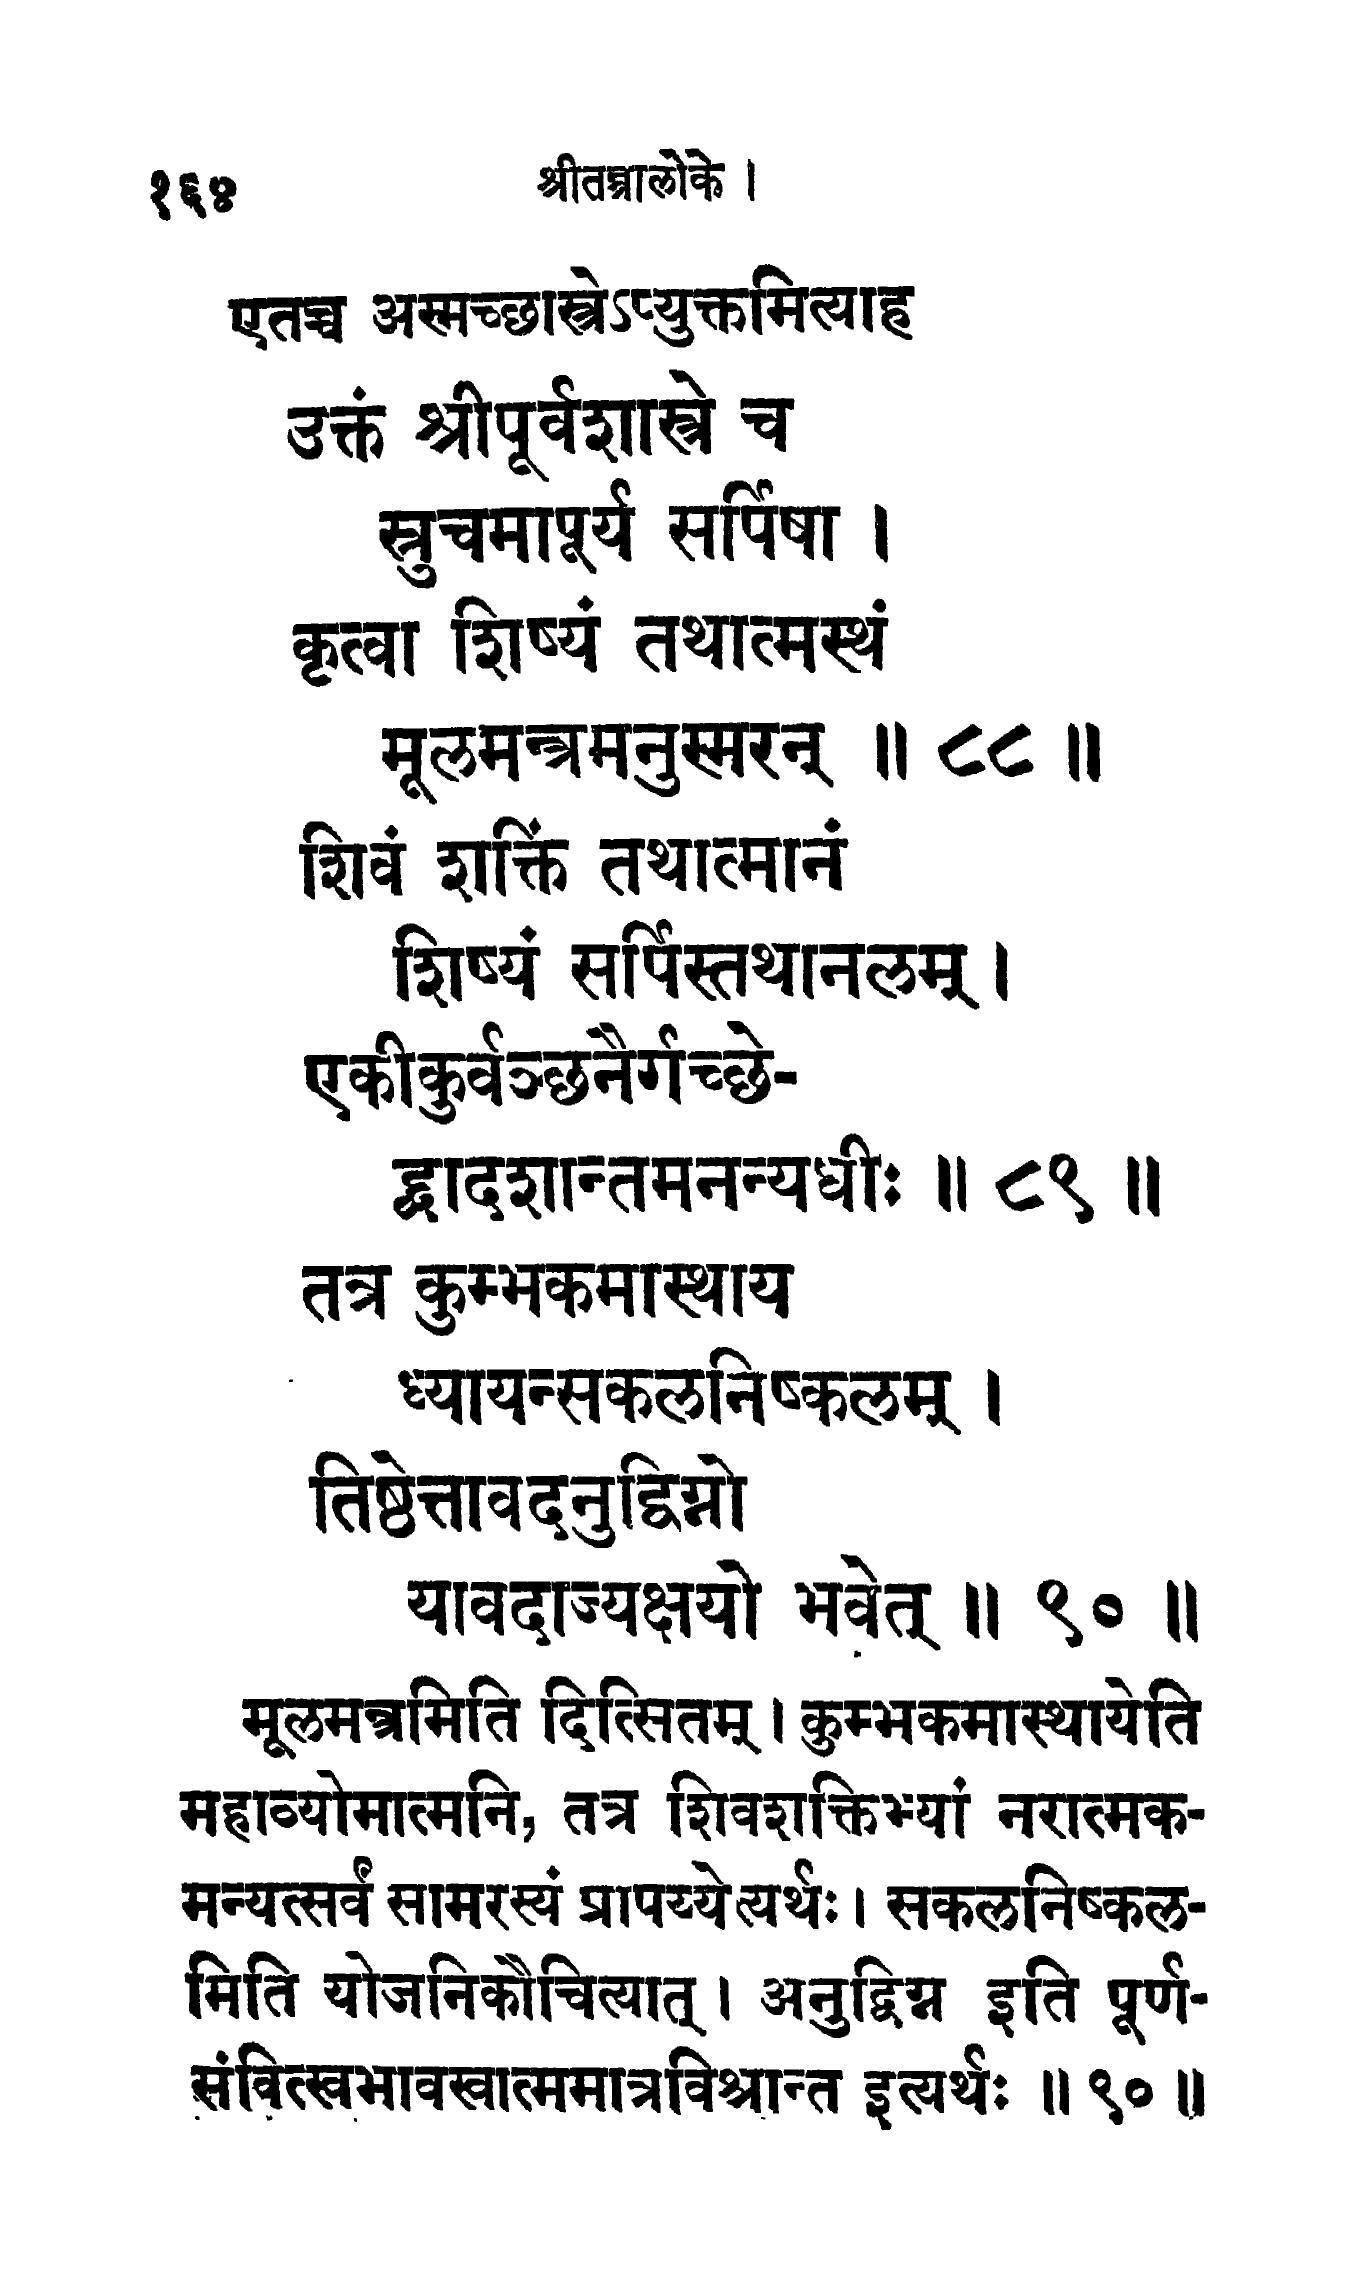 १६४
श्रीतन्त्रालोके ।
एतच्च अस्मच्छास्त्रेऽप्युक्तमित्याह
उक्तं श्रीपूर्वशास्त्रे च
स्रुचमापूर्य सर्पिषा ।
कृत्वा शिष्यं तथात्मस्थं
मूलमन्त्रमनुस्मरन् ॥ ८८ ॥
शिवं शक्तिं तथात्मानं
शिष्यं सर्पिस्तथानलम् ।
एकीकुर्वञ्छनैर्गच्छे-
द्द्वादशान्तमनन्यधीः ॥ ८९ ॥
तत्र कुम्भकमास्थाय
ध्यायन्सकलनिष्कलम् ।
तिष्ठेत्तावदनुद्विग्नो
यावदाज्यक्षयो भवेत् ॥ ९० ॥
मूलमन्त्रमिति दित्सितम् । कुम्भकमास्थायेति
महाव्योमात्मनि, तत्र शिवशक्तिभ्यां नरात्मक-
मन्यत्सर्वं सामरस्यं प्रापय्येत्यर्थः । सकलनिष्कल-
मिति योजनिकौचित्यात् । अनुद्विग्न इति पूर्ण-
संवित्स्वभावस्वात्ममात्रविश्रान्त इत्यर्थः ॥ ९० ॥